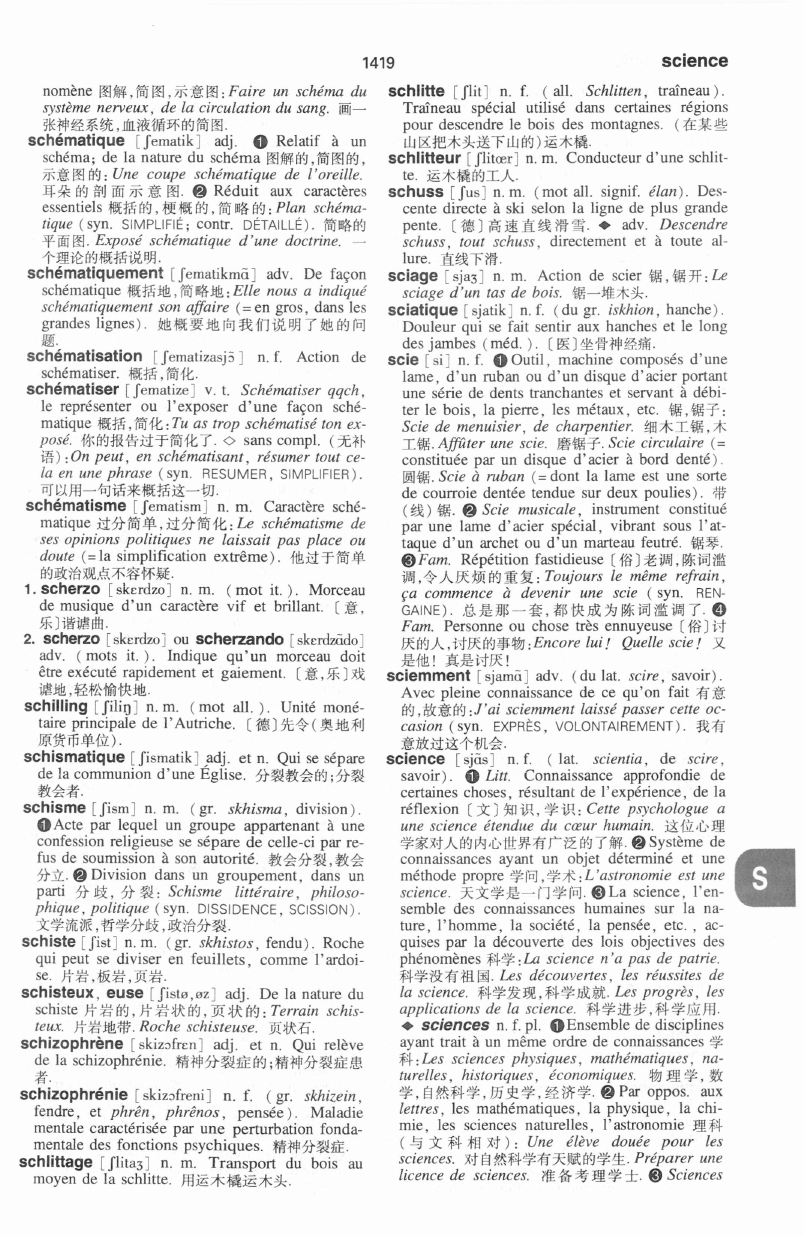 1419
science
nomène 图解,简图,示意图:Faire un schéma du
système nerveux, de la circulation du sang. 画一
张神经系统,血液循环的简图.
schématique [ʃematik] adj. ❶ Relatif à un
schéma; de la nature du schéma 图解的,简图的,
示意图的: Une coupe schématique de l'oreille.
耳朵的剖面示意图. ❷ Réduit aux caractères
essentiels 概括的,梗概的,简略的: Plan schéma-
tique (syn. SIMPLIFIÉ; contr. DÉTAILLÉ). 简略的
平面图. Exposé schématique d'une doctrine. 一
个理论的概括说明.
schématiquement [ʃematikmɑ̃] adv. De façon
schématique 概括地,简略地: Elle nous a indiqué
schématiquement son affaire (= en gros, dans les
grandes lignes). 她概要地向我们说明了她的问
题.
schématisation [ʃematizasjɔ̃] n. f. Action de
schématiser. 概括,简化.
schématiser [ʃematize] v. t. Schématiser qqch,
le représenter ou l'exposer d'une façon sché-
matique 概括,简化: Tu as trop schématisé ton ex-
posé. 你的报告过于简化了. ◇ sans compl. (无补
语): On peut, en schématisant, résumer tout ce-
la en une phrase (syn. RESUMER, SIMPLIFIER).
可以用一句话来概括这一切.
schématisme [ʃematism] n. m. Caractère sché-
matique 过分简单,过分简化: Le schématisme de
ses opinions politiques ne laissait pas place ou
doute (= la simplification extrême). 他过于简单
的政治观点不容怀疑.
1. scherzo [skɛrdzo] n. m. (mot it.). Morceau
de musique d'un caractère vif et brillant. 〔意,
乐〕谐谑曲.
2. scherzo [skɛrdzo] ou scherzando [skɛrdzɑ̃do]
adv. (mots it.). Indique qu'un morceau doit
être exécuté rapidement et gaiement. 〔意,乐〕戏
谑地,轻松愉快地.
schilling [ʃiliŋ] n. m. (mot all.). Unité moné-
taire principale de l'Autriche. 〔德〕先令(奥地利
原货币单位).
schismatique [ʃismatik] adj. et n. Qui se sépare
de la communion d'une Église. 分裂教会的;分裂
教会者.
schisme [ʃism] n. m. (gr. skhisma, division).
❶ Acte par lequel un groupe appartenant à une
confession religieuse se sépare de celle-ci par re-
fus de soumission à son autorité. 教会分裂,教会
分立. ❷ Division dans un groupement, dans un
parti 分歧,分裂: Schisme littéraire, philoso-
phique, politique (syn. DISSIDENCE, SCISSION).
文学流派,哲学分歧,政治分裂.
schiste [ʃist] n. m. (gr. skhistos, fendu). Roche
qui peut se diviser en feuillets, comme l'ardoi-
se. 片岩,板岩,页岩.
schisteux, euse [ʃistø,øz] adj. De la nature du
schiste 片岩的,片岩状的,页状的: Terrain schis-
teux. 片岩地带. Roche schisteuse. 页状石.
schizophrène [skizɔfrɛn] adj. et n. Qui relève
de la schizophrénie. 精神分裂症的;精神分裂症患
者.
schizophrénie [skizɔfreni] n. f. (gr. skhizein,
fendre, et phrên, phrênos, pensée). Maladie
mentale caractérisée par une perturbation fonda-
mentale des fonctions psychiques. 精神分裂症.
schlittage [ʃlitaʒ] n. m. Transport du bois au
moyen de la schlitte. 用运木橇运木头.
schlitte [ʃlit] n. f. (all. Schlitten, traîneau).
Traîneau spécial utilisé dans certaines régions
pour descendre le bois des montagnes. (在某些
山区把木头送下山的)运木橇.
schlitteur [ʃlitœr] n. m. Conducteur d'une schlit-
te. 运木橇的工人.
schuss [ʃus] n. m. (mot all. signif. élan). Des-
cente directe à ski selon la ligne de plus grande
pente. 〔德〕高速直线滑雪. ◆ adv. Descendre
schuss, tout schuss, directement et à toute al-
lure. 直线下滑.
sciage [sjaʒ] n. m. Action de scier 锯,锯开: Le
sciage d'un tas de bois. 锯一堆木头.
sciatique [sjatik] n. f. (du gr. iskhion, hanche).
Douleur qui se fait sentir aux hanches et le long
des jambes (méd.). 〔医〕坐骨神经痛.
scie [si] n. f. ❶ Outil, machine composés d'une
lame, d'un ruban ou d'un disque d'acier portant
une série de dents tranchantes et servant à débi-
ter le bois, la pierre, les métaux, etc. 锯,锯子:
Scie de menuisier, de charpentier. 细木工锯,木
工锯. Affûter une scie. 磨锯子. Scie circulaire (=
constituée par un disque d'acier à bord denté).
圆锯. Scie à ruban (= dont la lame est une sorte
de courroie dentée tendue sur deux poulies). 带
(线)锯. ❷ Scie musicale, instrument constitué
par une lame d'acier spécial, vibrant sous l'at-
taque d'un archet ou d'un marteau feutré. 锯琴.
❸ Fam. Répétition fastidieuse 〔俗〕老调,陈词滥
调,令人厌烦的重复: Toujours le même refrain,
ça commence à devenir une scie (syn. REN-
GAINE). 总是那一套,都快成为陈词滥调了. ❹
Fam. Personne ou chose très ennuyeuse 〔俗〕讨
厌的人,讨厌的事物: Encore lui! Quelle scie! 又
是他! 真是讨厌!
sciemment [sjamɑ̃] adv. (du lat. scire, savoir).
Avec pleine connaissance de ce qu'on fait 有意
的,故意的: J'ai sciemment laissé passer cette oc-
casion (syn. EXPRÈS, VOLONTAIREMENT). 我有
意放过这个机会.
science [sjɑ̃s] n. f. (lat. scientia, de scire,
savoir). ❶ Litt. Connaissance approfondie de
certaines choses, résultant de l'expérience, de la
réflexion 〔文〕知识,学识: Cette psychologue a
une science étendue du cœur humain. 这位心理
学家对人的内心世界有广泛的了解. ❷ Système de
connaissances ayant un objet déterminé et une
méthode propre 学问,学术: L'astronomie est une
science. 天文学是一门学问. ❸ La science, l'en-
semble des connaissances humaines sur la na-
ture, l'homme, la société, la pensée, etc., ac-
quises par la découverte des lois objectives des
phénomènes 科学: La science n'a pas de patrie.
科学没有祖国. Les découvertes, les réussites de
la science. 科学发现,科学成就. Les progrès, les
applications de la science. 科学进步,科学应用.
◆ sciences n. f. pl. ❶ Ensemble de disciplines
ayant trait à un même ordre de connaissances 学
科: Les sciences physiques, mathématiques, na-
turelles, historiques, économiques. 物理学,数
学,自然科学,历史学,经济学. ❷ Par oppos. aux
lettres, les mathématiques, la physique, la chi-
mie, les sciences naturelles, l'astronomie 理科
(与文科相对): Une élève douée pour les
sciences. 对自然科学有天赋的学生. Préparer une
licence de sciences. 准备考理学士. ❸ Sciences
S